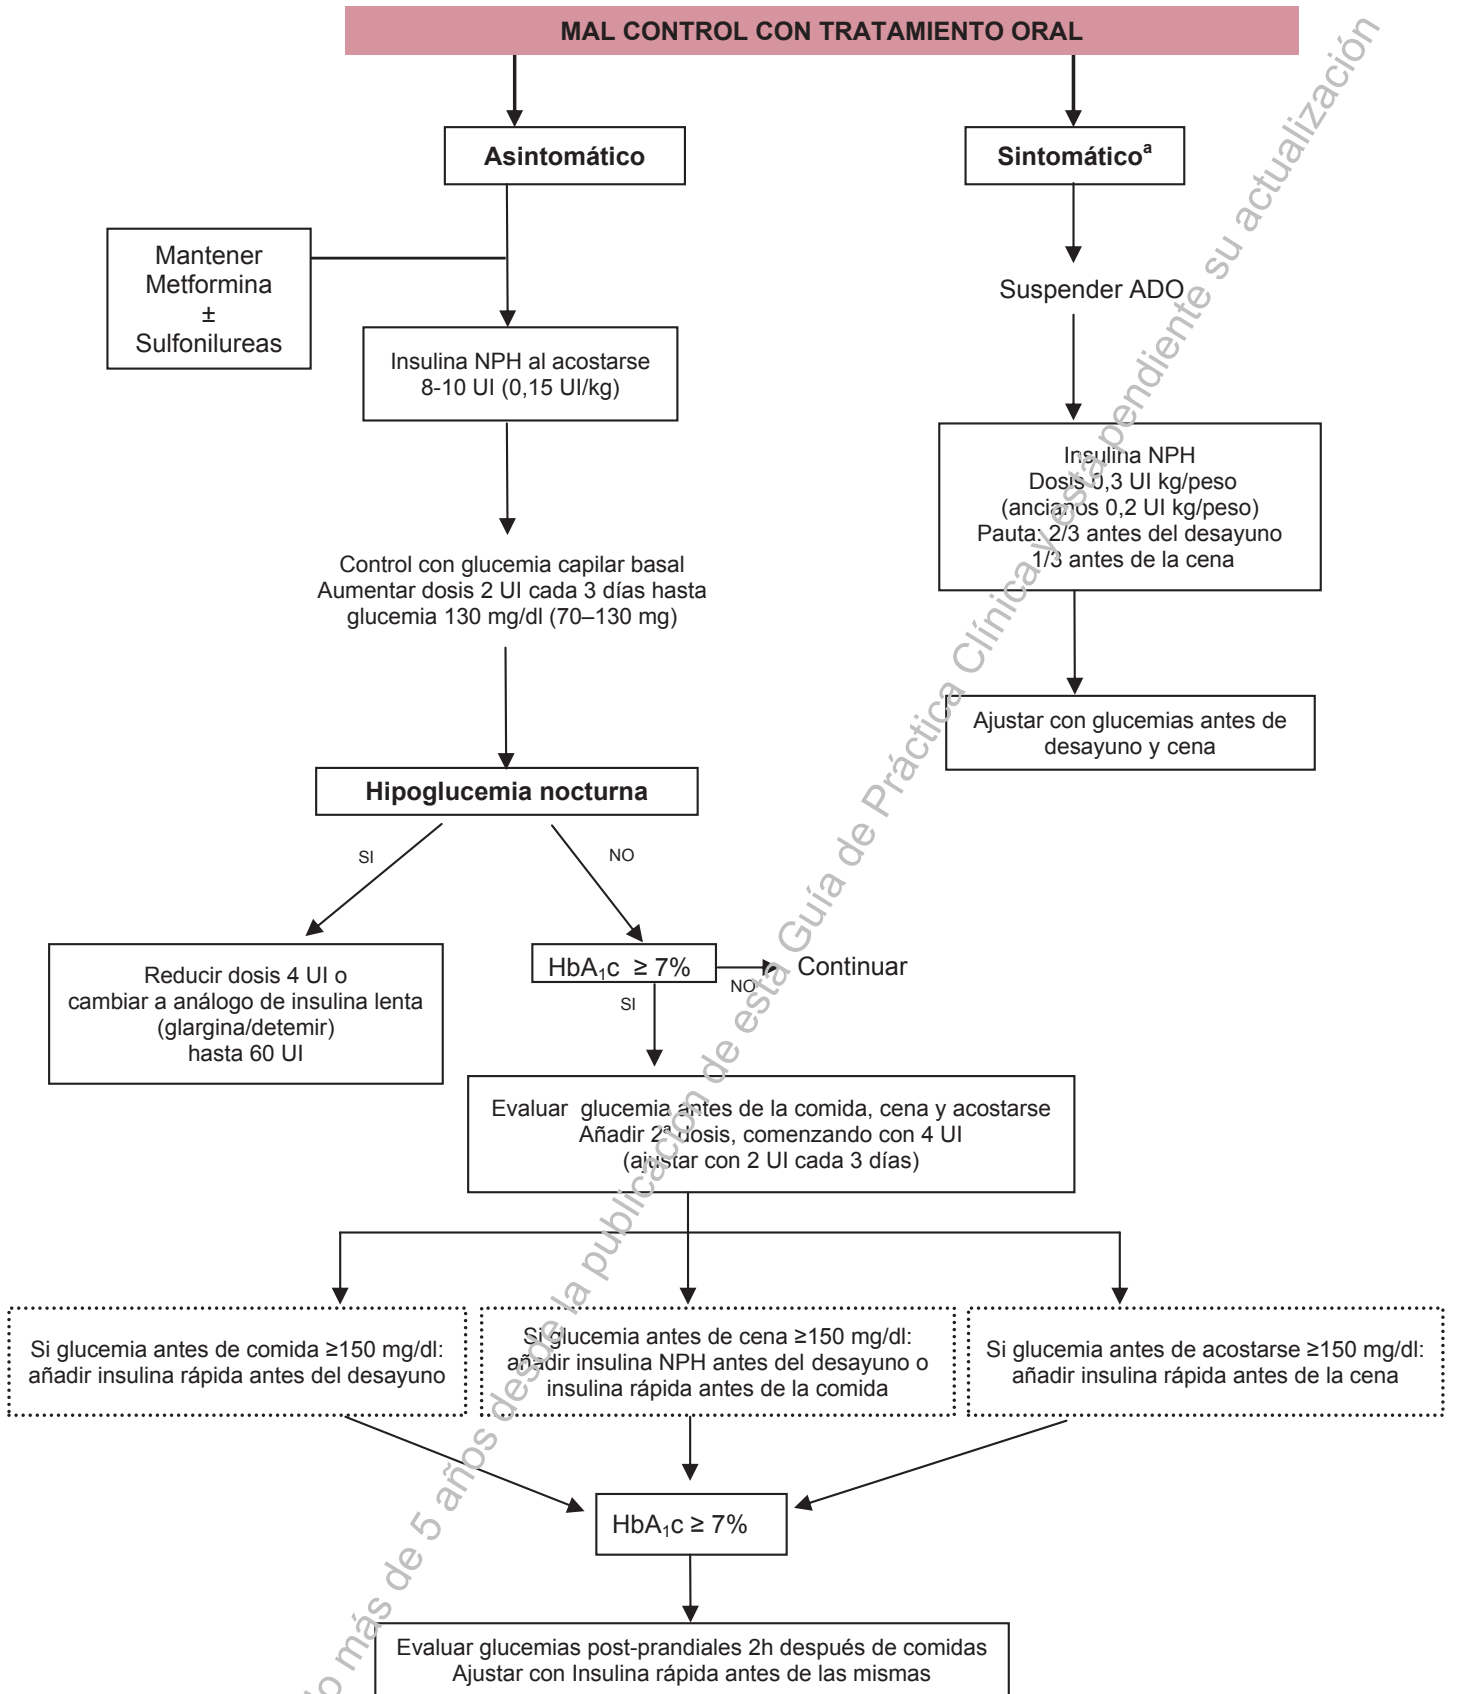 MAL CONTROL CON TRATAMIENTO ORAL
Asintomático
Sintomáticoᵃ
Mantener
Metformina
±
Sulfonilureas
Suspender ADO
Insulina NPH al acostarse
8-10 UI (0,15 UI/kg)
Insulina NPH
Dosis 0,3 UI kg/peso
(ancianos 0,2 UI kg/peso)
Pauta: 2/3 antes del desayuno
1/3 antes de la cena
Control con glucemia capilar basal
Aumentar dosis 2 UI cada 3 días hasta
glucemia 130 mg/dl (70–130 mg)
Ajustar con glucemias antes de
desayuno y cena
Hipoglucemia nocturna
SI
NO
Reducir dosis 4 UI o
cambiar a análogo de insulina lenta
(glargina/detemir)
hasta 60 UI
HbA₁c ≥ 7%
NO
Continuar
SI
Evaluar glucemia antes de la comida, cena y acostarse
Añadir 2ª dosis, comenzando con 4 UI
(ajustar con 2 UI cada 3 días)
Si glucemia antes de comida ≥150 mg/dl:
añadir insulina rápida antes del desayuno
Si glucemia antes de cena ≥150 mg/dl:
añadir insulina NPH antes del desayuno o
insulina rápida antes de la comida
Si glucemia antes de acostarse ≥150 mg/dl:
añadir insulina rápida antes de la cena
HbA₁c ≥ 7%
Evaluar glucemias post-prandiales 2h después de comidas
Ajustar con Insulina rápida antes de las mismas
más de 5 años desde la publicación de esta Guía de Práctica Clínica y está pendiente su actualización